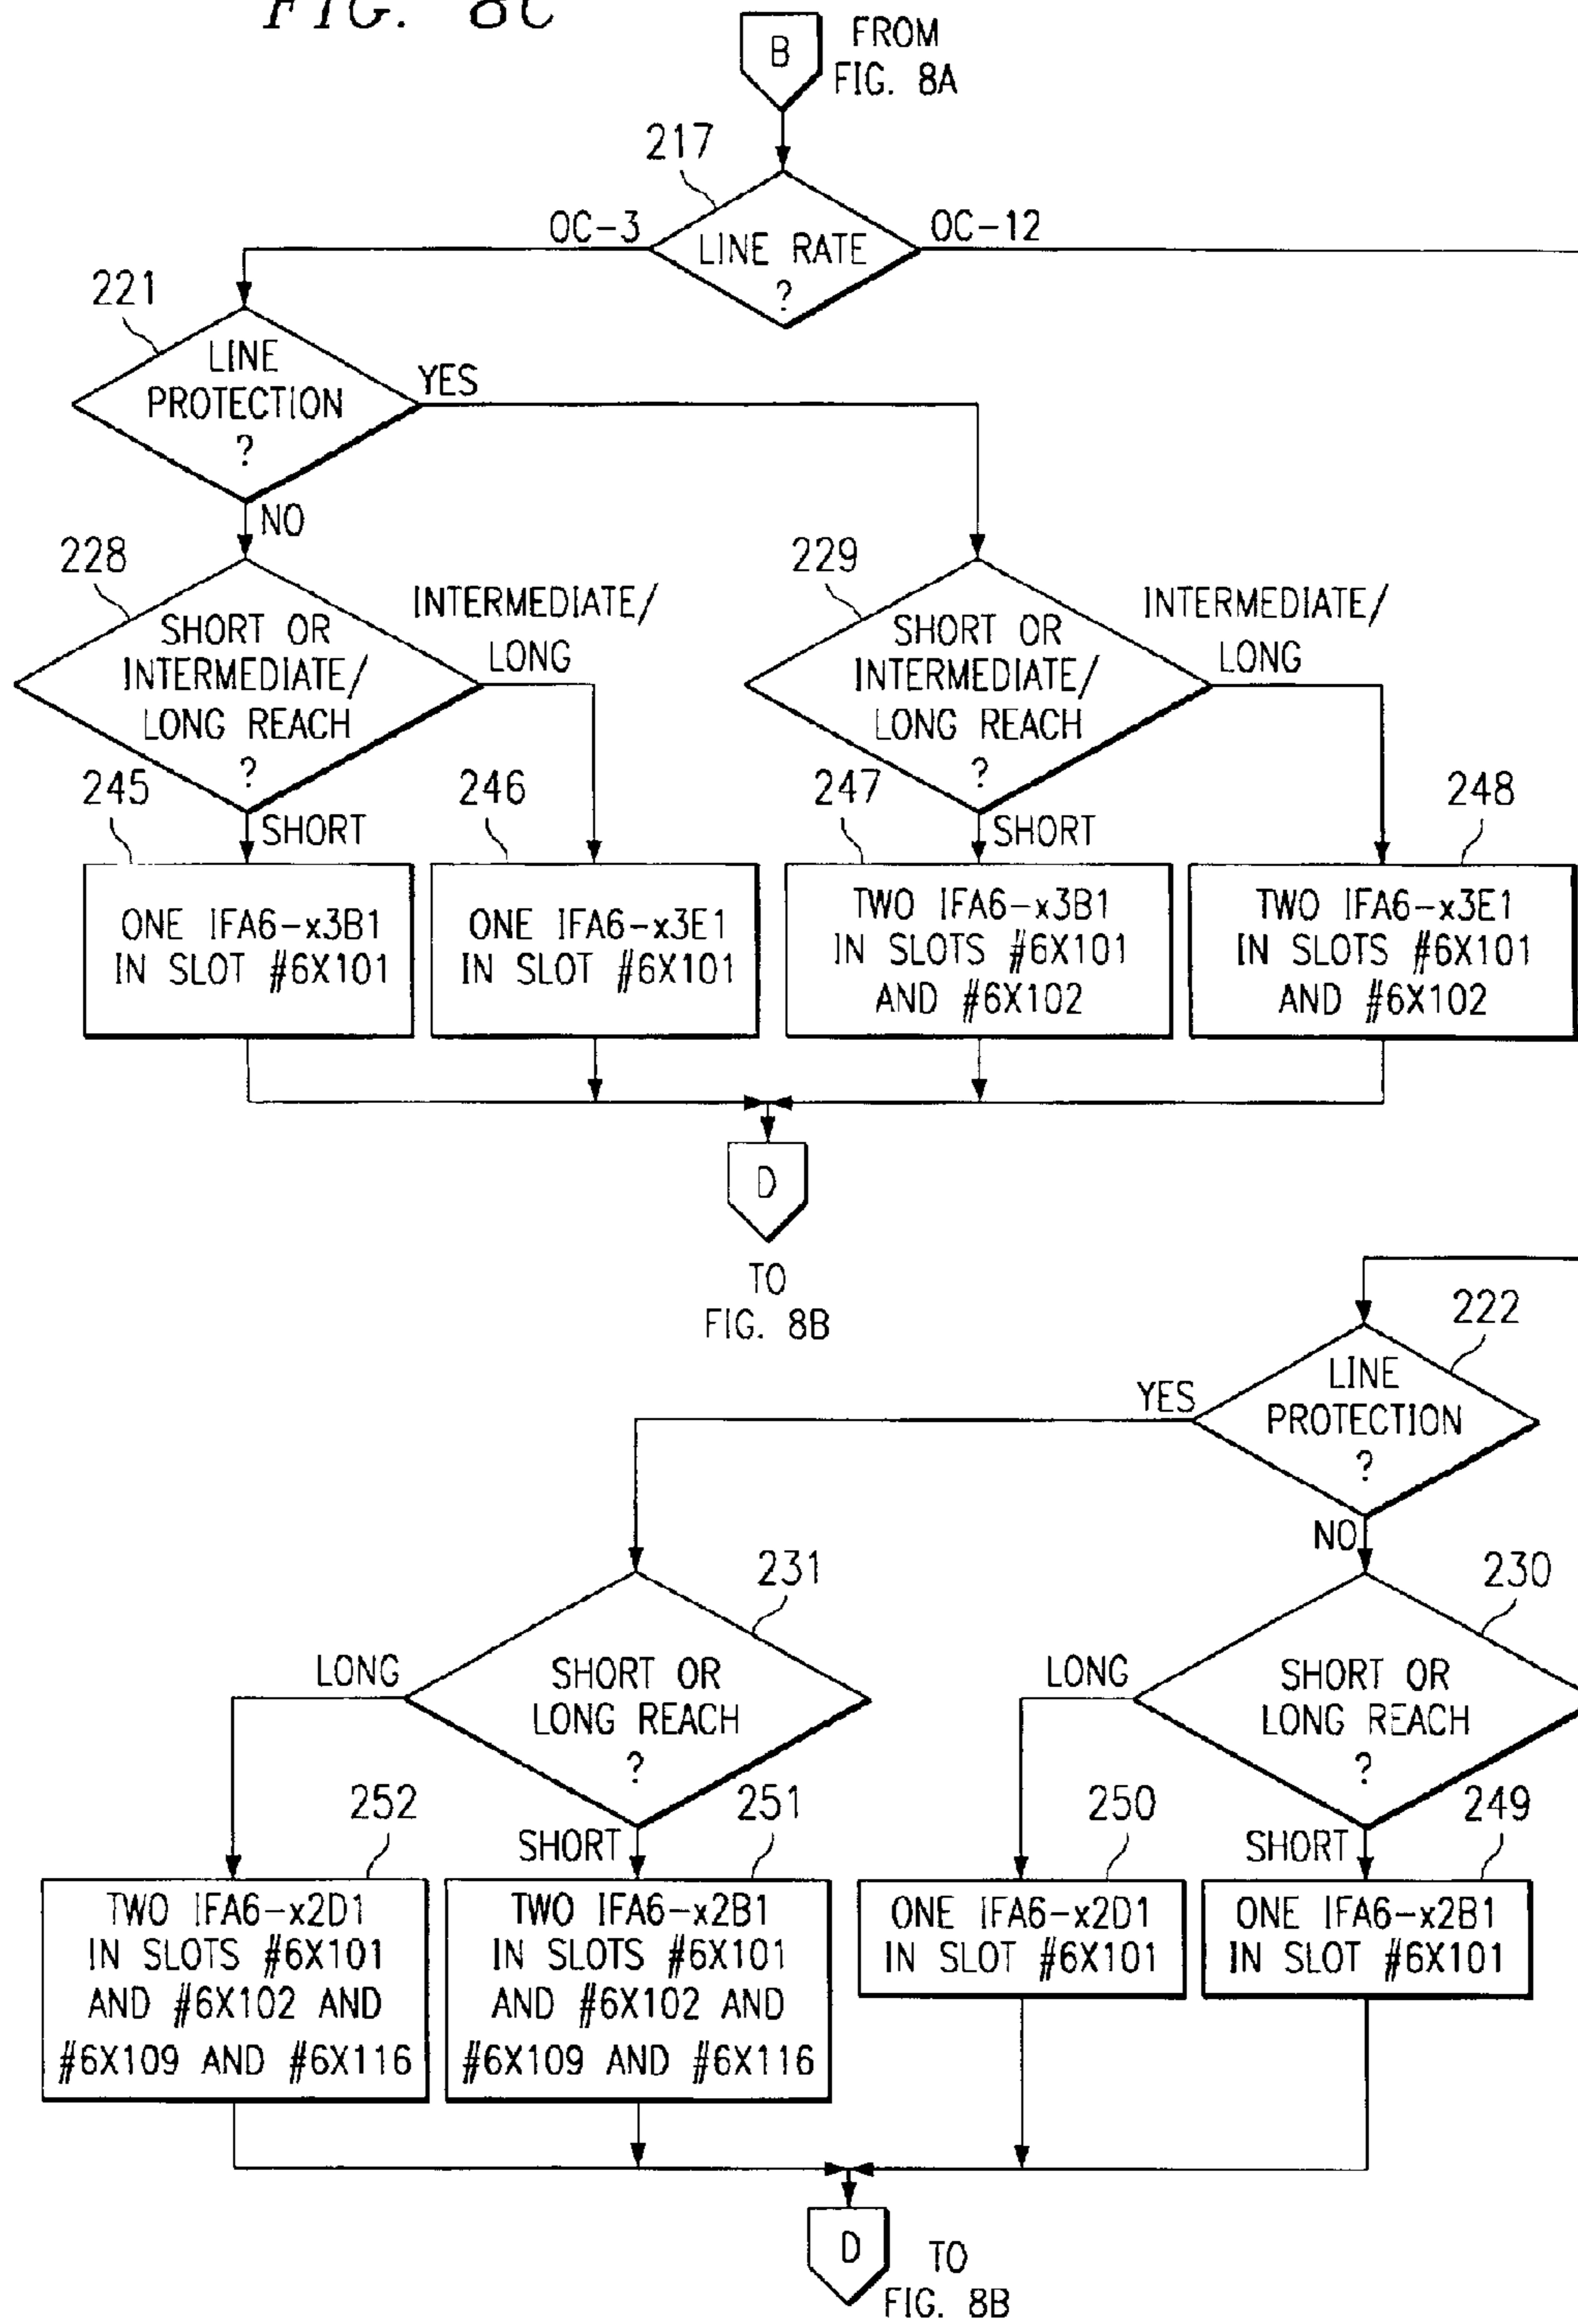 FIG. 8C
B
FROM
FIG. 8A
217
OC-3
OC-12
LINE RATE
?
221
LINE
PROTECTION
?
YES
NO
228
SHORT OR
INTERMEDIATE/
LONG REACH
?
INTERMEDIATE/
LONG
229
SHORT OR
INTERMEDIATE/
LONG REACH
?
INTERMEDIATE/
LONG
245
SHORT
246
247
SHORT
248
ONE IFA6-x3B1
IN SLOT #6X101
ONE IFA6-x3E1
IN SLOT #6X101
TWO IFA6-x3B1
IN SLOTS #6X101
AND #6X102
TWO IFA6-x3E1
IN SLOTS #6X101
AND #6X102
D
TO
FIG. 8B
222
LINE
PROTECTION
?
YES
NO
231
SHORT OR
LONG REACH
?
LONG
230
SHORT OR
LONG REACH
?
LONG
252
SHORT
251
250
SHORT
249
TWO IFA6-x2D1
IN SLOTS #6X101
AND #6X102 AND
#6X109 AND #6X116
TWO IFA6-x2B1
IN SLOTS #6X101
AND #6X102 AND
#6X109 AND #6X116
ONE IFA6-x2D1
IN SLOT #6X101
ONE IFA6-x2B1
IN SLOT #6X101
D
TO
FIG. 8B